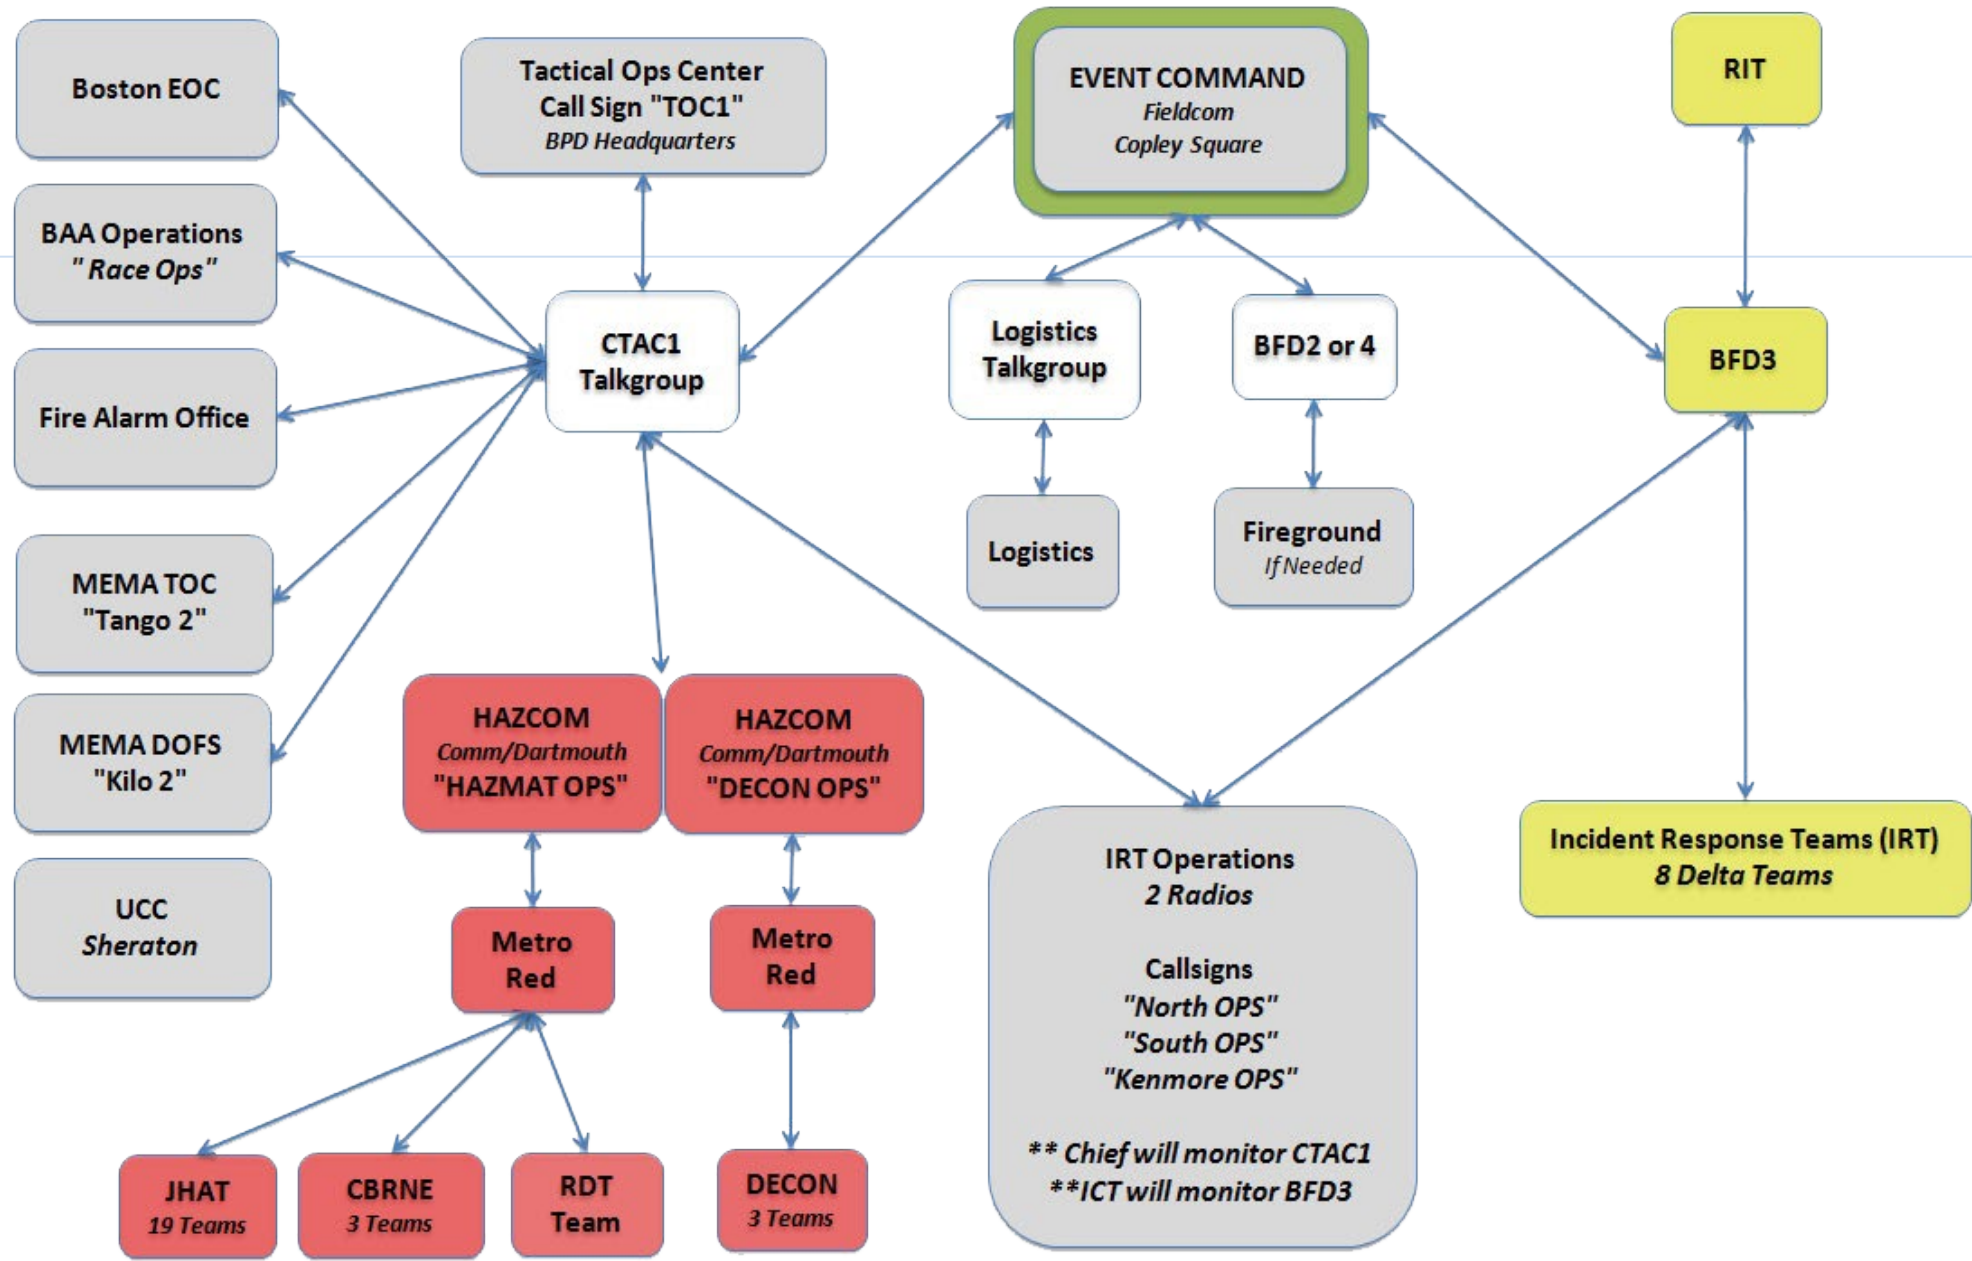 Boston EOC
Tactical Ops Center
Call Sign "TOC1"
BPD Headquarters
EVENT COMMAND
Fieldcom
Copley Square
RIT
BAA Operations
"Race Ops"
CTAC1
Talkgroup
Logistics
Talkgroup
BFD2 or 4
BFD3
Fire Alarm Office
Logistics
Fireground
If Needed
MEMA TOC
"Tango 2"
MEMA DOFS
"Kilo 2"
HAZCOM
Comm/Dartmouth
"HAZMAT OPS"
HAZCOM
Comm/Dartmouth
"DECON OPS"
UCC
Sheraton
Metro
Red
Metro
Red
IRT Operations
2 Radios
Callsigns
"North OPS"
"South OPS"
"Kenmore OPS"
** Chief will monitor CTAC1
**ICT will monitor BFD3
Incident Response Teams (IRT)
8 Delta Teams
JHAT
19 Teams
CBRNE
3 Teams
RDT
Team
DECON
3 Teams